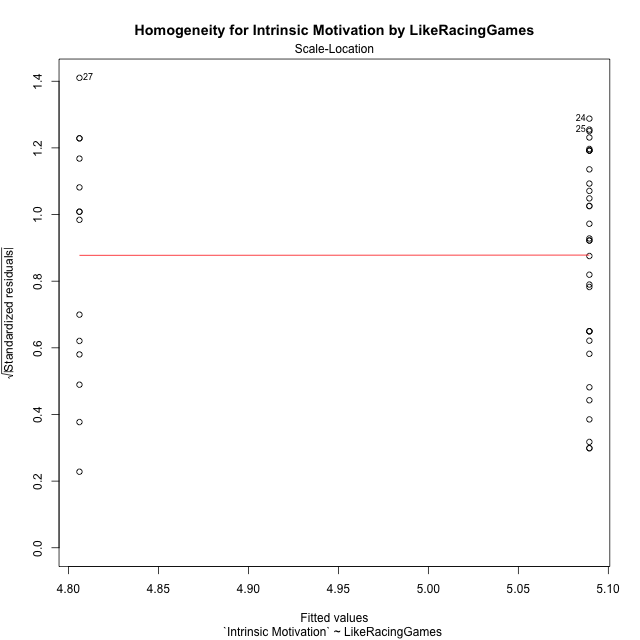 Homogeneity for Intrinsic Motivation by LikeRacingGames
Scale-Location
1.4
1.2
1.0
0.8
0.6
0.4
0.2
0.0
√|Standardized residuals|
27
24
25
4.80 4.85 4.90 4.95 5.00 5.05 5.10
Fitted values
`Intrinsic Motivation` ~ LikeRacingGames